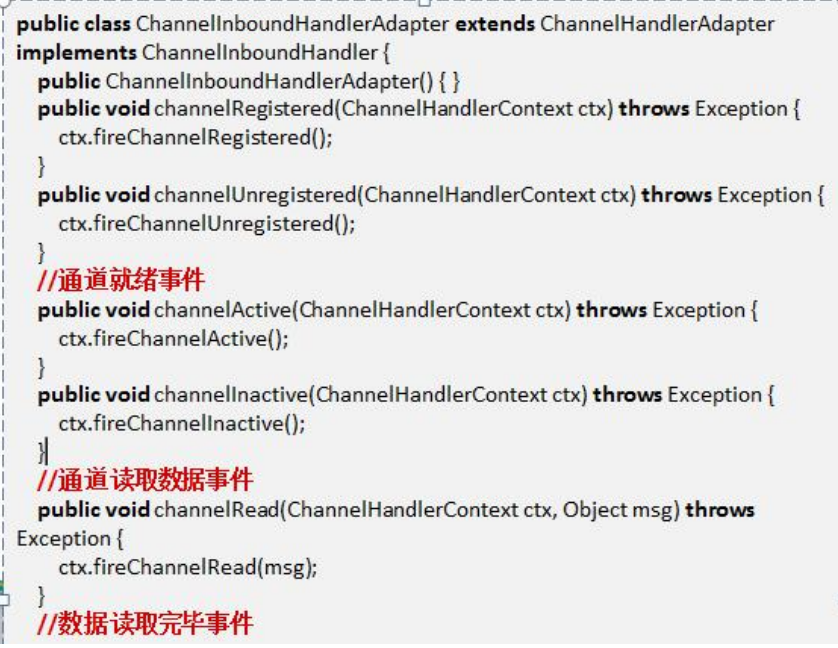 public class ChannelInboundHandlerAdapter extends ChannelHandlerAdapter
implements ChannelInboundHandler {
public ChannelInboundHandlerAdapter() { }
public void channelRegistered(ChannelHandlerContext ctx) throws Exception {
ctx.fireChannelRegistered();
}
public void channelUnregistered(ChannelHandlerContext ctx) throws Exception {
ctx.fireChannelUnregistered();
}
//通道就绪事件
public void channelActive(ChannelHandlerContext ctx) throws Exception {
ctx.fireChannelActive();
}
public void channelInactive(ChannelHandlerContext ctx) throws Exception {
ctx.fireChannelInactive();
}
//通道读取数据事件
public void channelRead(ChannelHandlerContext ctx, Object msg) throws
Exception {
ctx.fireChannelRead(msg);
}
//数据读取完毕事件